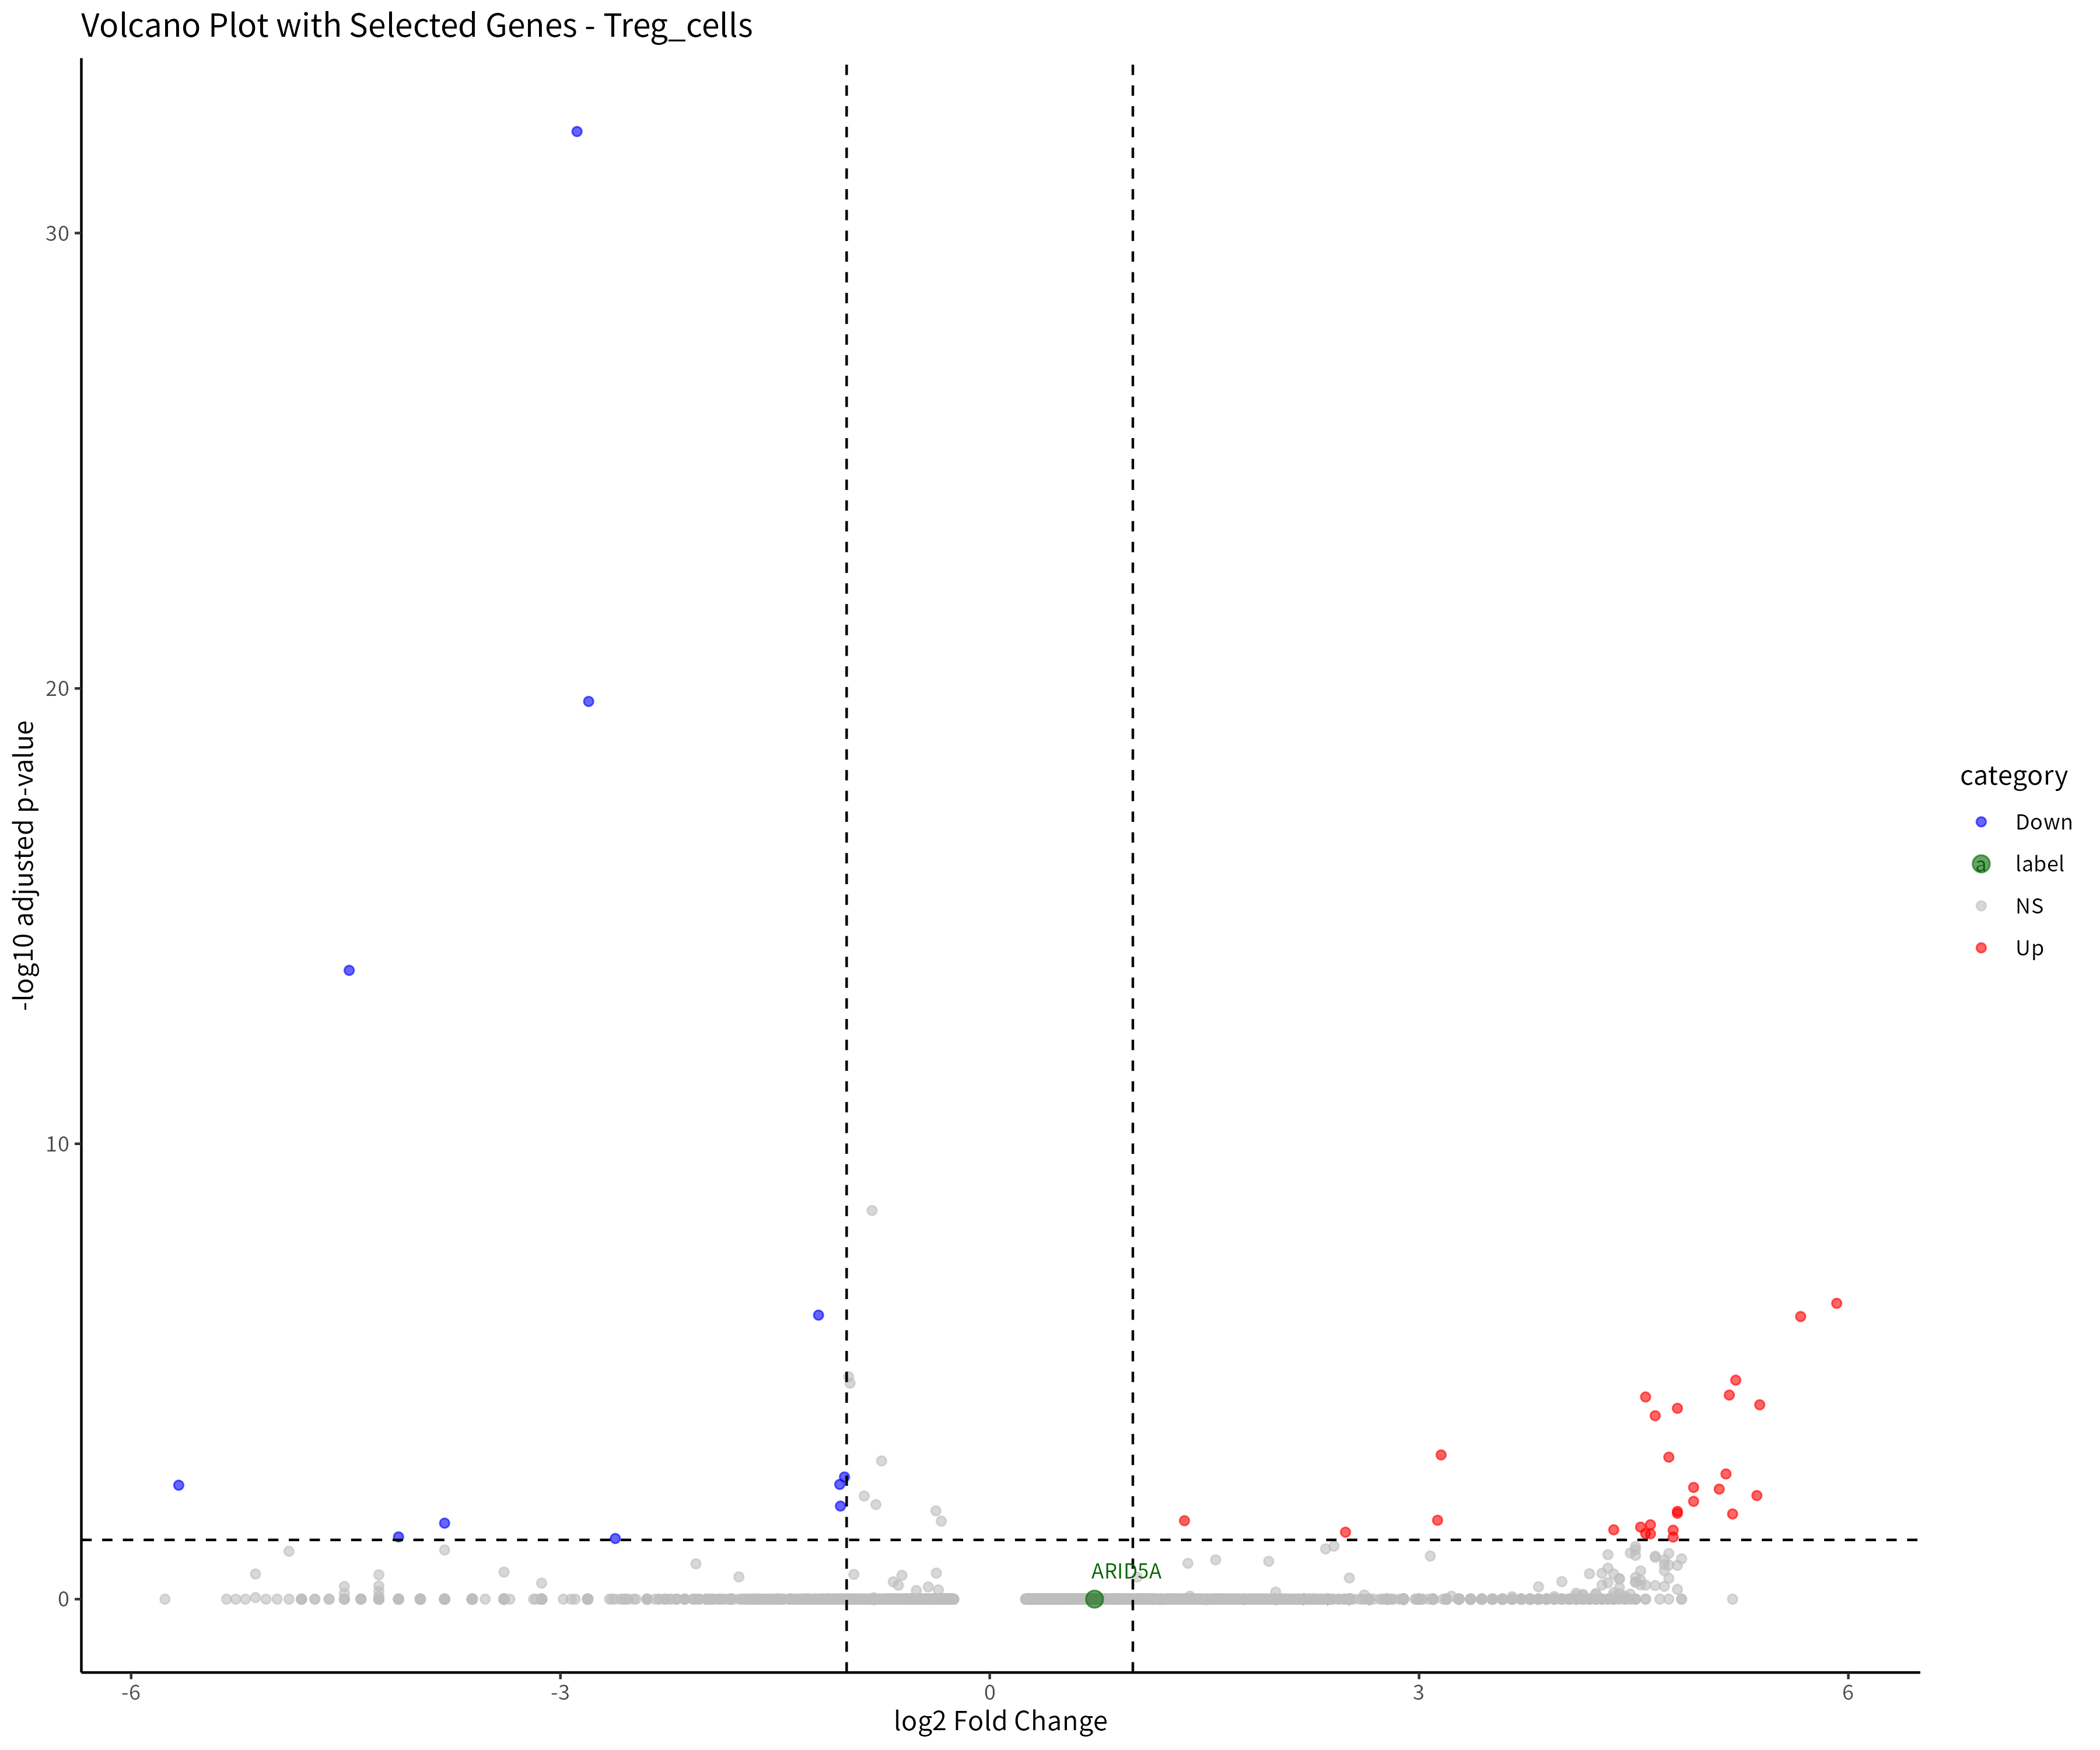 Volcano Plot with Selected Genes - Treg_cells
30
20
10
0
-log10 adjusted p-value
ARID5A
-6
-3
0
3
6
log2 Fold Change
category
Down
a label
NS
Up